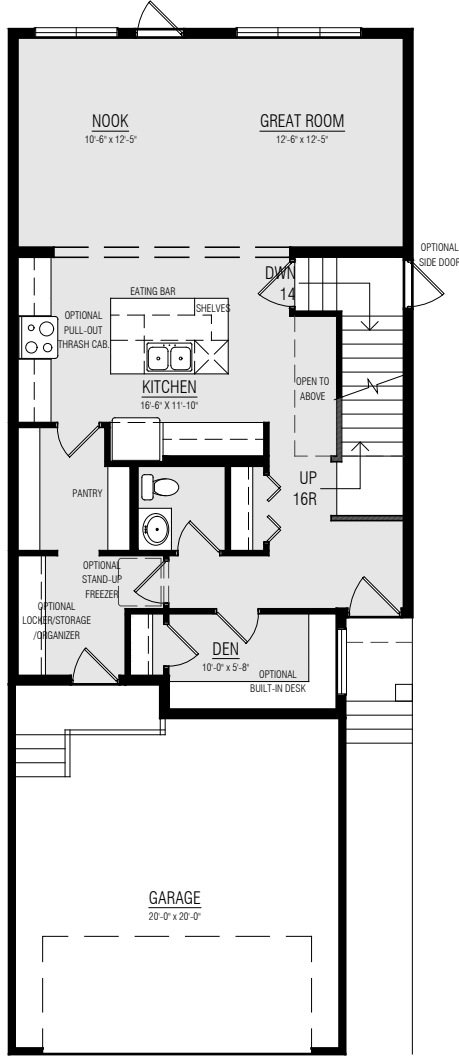 NOOK
10'-6" x 12'-5"
GREAT ROOM
12'-6" x 12'-5"
OPTIONAL
SIDE DOOR
DWN
14
EATING BAR
SHELVES
OPTIONAL
PULL-OUT
THRASH CAB.
KITCHEN
16'-6" X 11'-10"
OPEN TO
ABOVE
UP
16R
PANTRY
OPTIONAL
STAND-UP
FREEZER
OPTIONAL
LOCKER/STORAGE
/ORGANIZER
DEN
10'-0" x 5'-8"
OPTIONAL
BUILT-IN DESK
GARAGE
20'-0" x 20'-0"